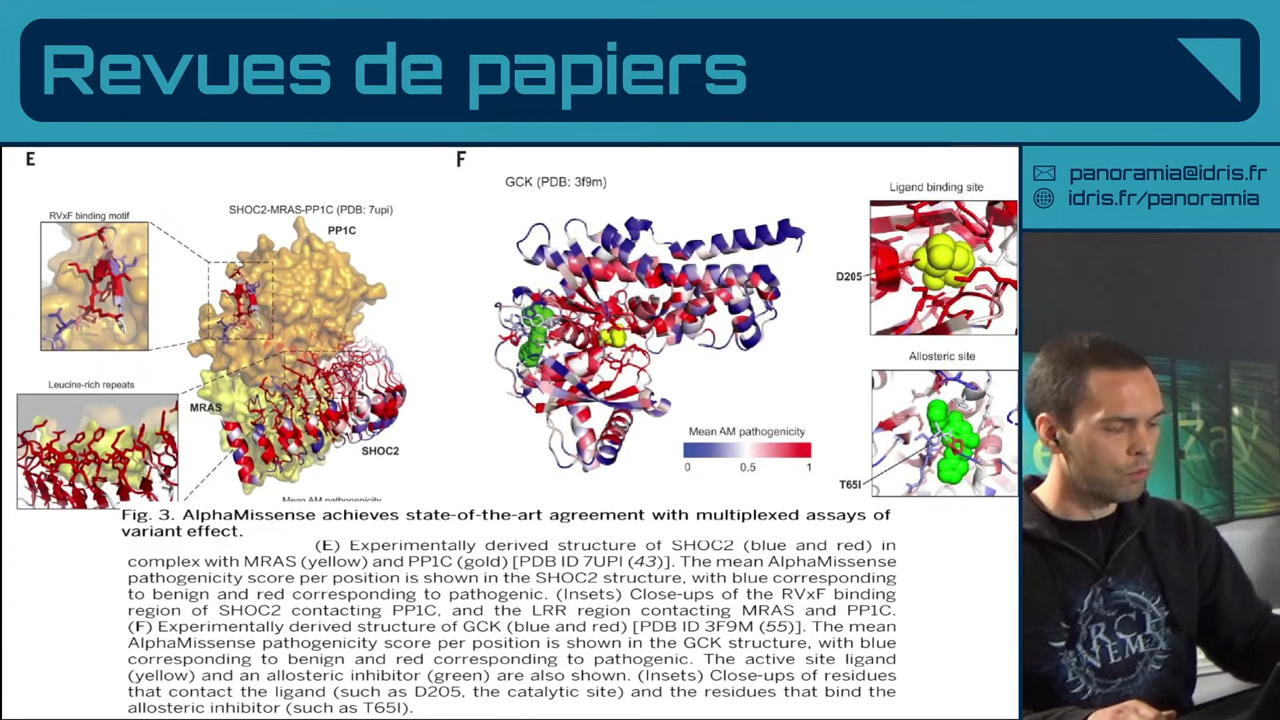 Revues de papiers
panoramia@idris.fr
idris.fr/panoramia
E
F
GCK (PDB: 3f9m)
Ligand binding site
RVxF binding motif
SHOC2-MRAS-PP1C (PDB: 7upi)
PP1C
D205
Allosteric site
Leucine-rich repeats
MRAS
SHOC2
Mean AM pathogenicity
0 0.5 1
T65I
Mean AM pathogenicity
Fig. 3. AlphaMissense achieves state-of-the-art agreement with multiplexed assays of
variant effect.
(E) Experimentally derived structure of SHOC2 (blue and red) in
complex with MRAS (yellow) and PP1C (gold) [PDB ID 7UPI (43)]. The mean AlphaMissense
pathogenicity score per position is shown in the SHOC2 structure, with blue corresponding
to benign and red corresponding to pathogenic. (Insets) Close-ups of the RVxF binding
region of SHOC2 contacting PP1C, and the LRR region contacting MRAS and PP1C.
(F) Experimentally derived structure of GCK (blue and red) [PDB ID 3F9M (55)]. The mean
AlphaMissense pathogenicity score per position is shown in the GCK structure, with blue
corresponding to benign and red corresponding to pathogenic. The active site ligand
(yellow) and an allosteric inhibitor (green) are also shown. (Insets) Close-ups of residues
that contact the ligand (such as D205, the catalytic site) and the residues that bind the
allosteric inhibitor (such as T65I).